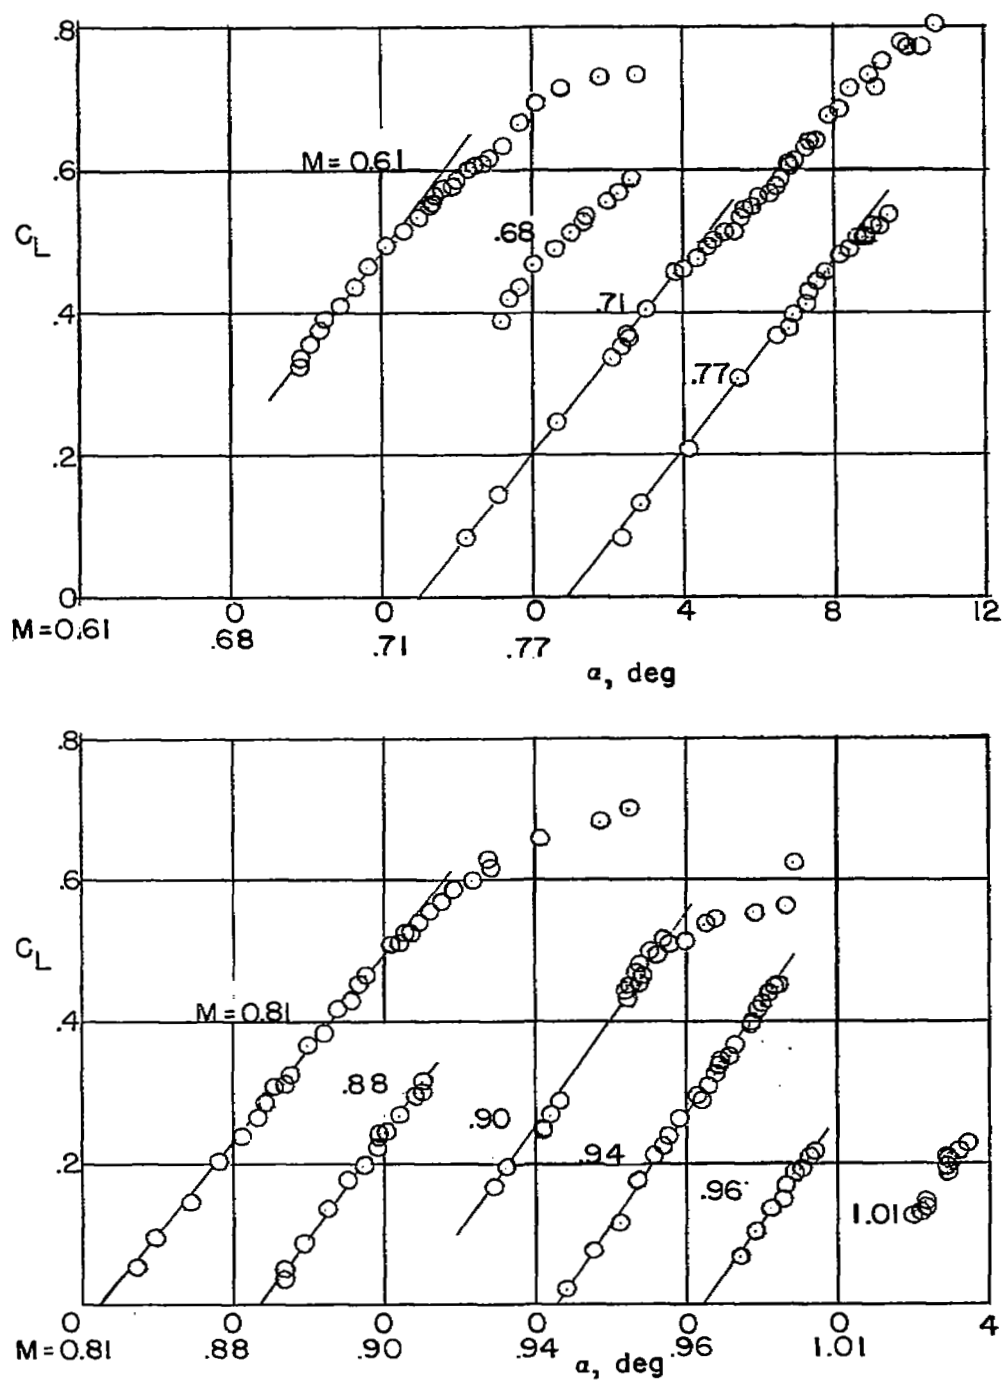 .8
M = 0.61
.6
.68
C_L
.71
.4
.77
.2
0
0 0 0 4 8 12
M = 0.61 .68 .71 .77
α, deg
.8
.6
C_L
M = 0.81
.4
.88
.90
.94
.2
.96
1.01
0 0 0 0 0 0 4
M = 0.81 .88 .90 .94 .96 1.01
α, deg